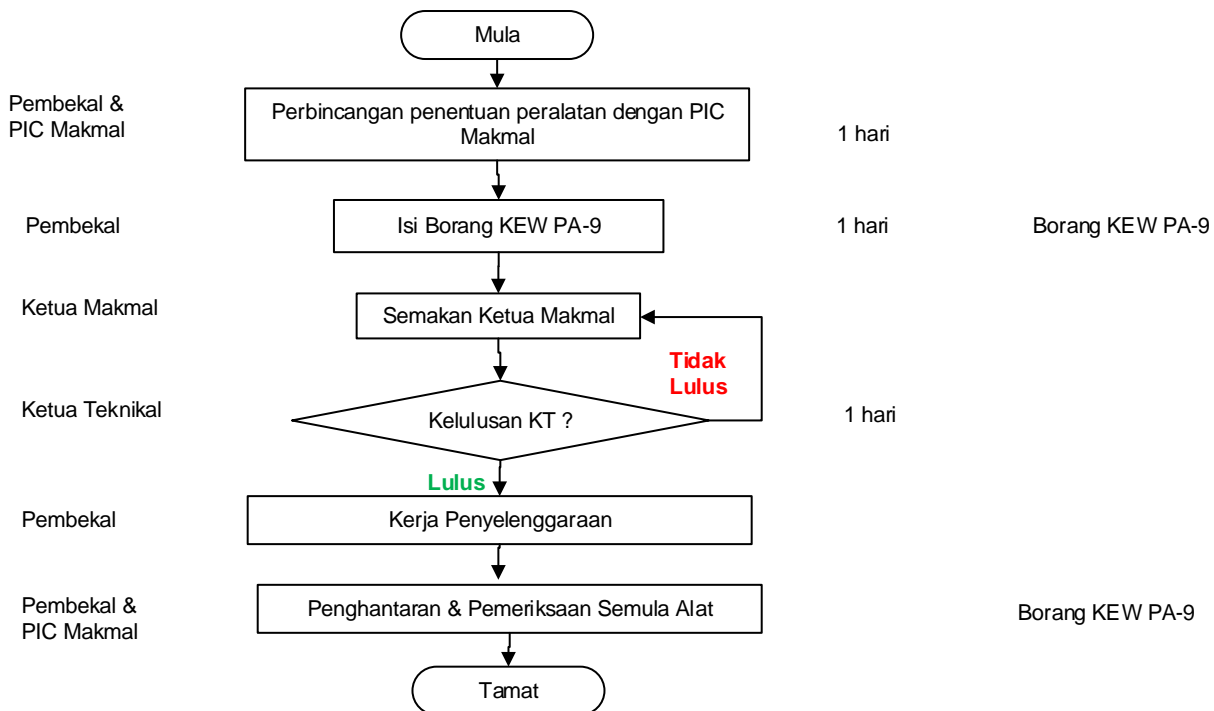 Mula
Pembekal &
PIC Makmal
Perbincangan penentuan peralatan dengan PIC
Makmal
1 hari
Pembekal
Isi Borang KEW PA-9
1 hari
Borang KEW PA-9
Ketua Makmal
Semakan Ketua Makmal
Tidak
Lulus
Ketua Teknikal
Kelulusan KT ?
1 hari
Lulus
Pembekal
Kerja Penyelenggaraan
Pembekal &
PIC Makmal
Penghantaran & Pemeriksaan Semula Alat
Borang KEW PA-9
Tamat